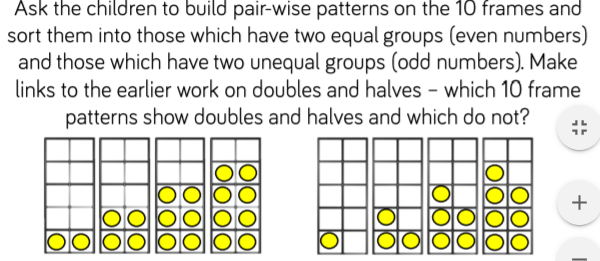 Ask the children to build pair-wise patterns on the 10 frames and
sort them into those which have two equal groups (even numbers)
and those which have two unequal groups (odd numbers). Make
links to the earlier work on doubles and halves – which 10 frame
patterns show doubles and halves and which do not?